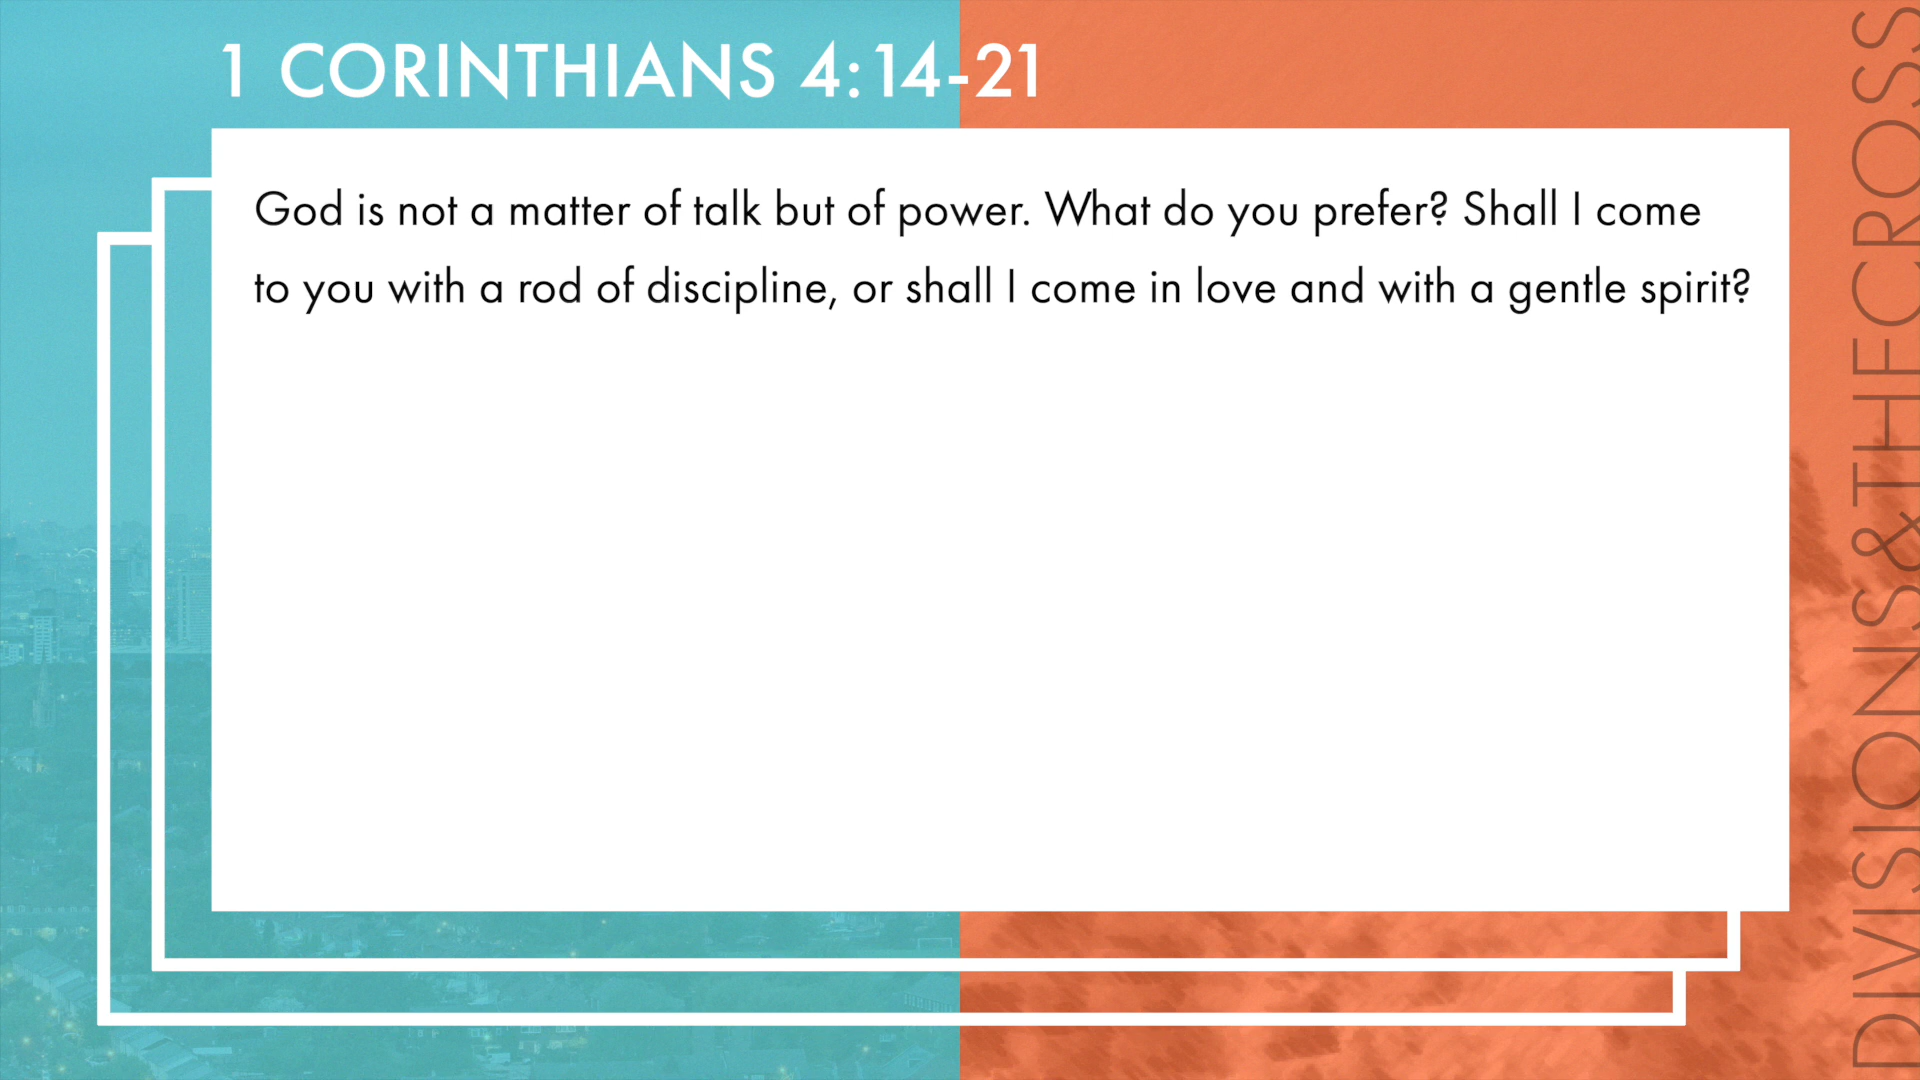 1 CORINTHIANS 4:14-21
God is not a matter of talk but of power. What do you prefer? Shall I come
to you with a rod of discipline, or shall I come in love and with a gentle spirit?
DIVISIONS&THECROSS